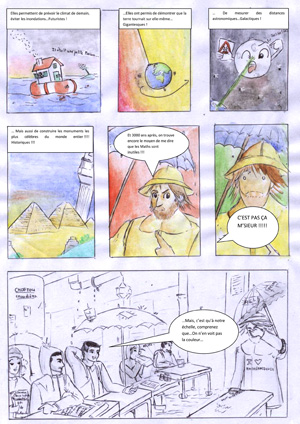 ..Elles permettent de prévoir le climat de demain,
éviter les inondations...Futuristes !
..Elles ont permis de démontrer que la
terre tournait sur elle-même...
Gigantesques !
De mesurer des distances
astronomiques...Galactiques !
... Mais aussi de construire les monuments les
plus célèbres du monde entier !!!!
Historiques !!!
Et 3000 ans après, on trouve
encore le moyen de me dire
que les Maths sont
inutiles !!!
C'EST PAS ÇA
M'SIEUR !!!!!
...Mais, c'est qu'à notre
échelle, comprenez
que...On n'en voit pas
la couleur...